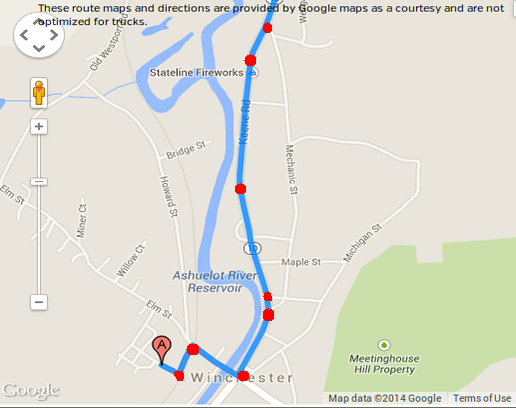 These route maps and directions are provided by Google maps as a courtesy and are not
optimized for trucks.
Old Westport Rd
Stateline Fireworks
Keene Rd
Bridge St
Mechanic St
Elm St
Miner Ct
Howard St
Michigan St
Willow Ct
10
Maple St
Ashuelot River
Reservoir
Elm St
A
Meetinghouse
Hill Property
Winchester
Google
Map data ©2014 Google
Terms of Use